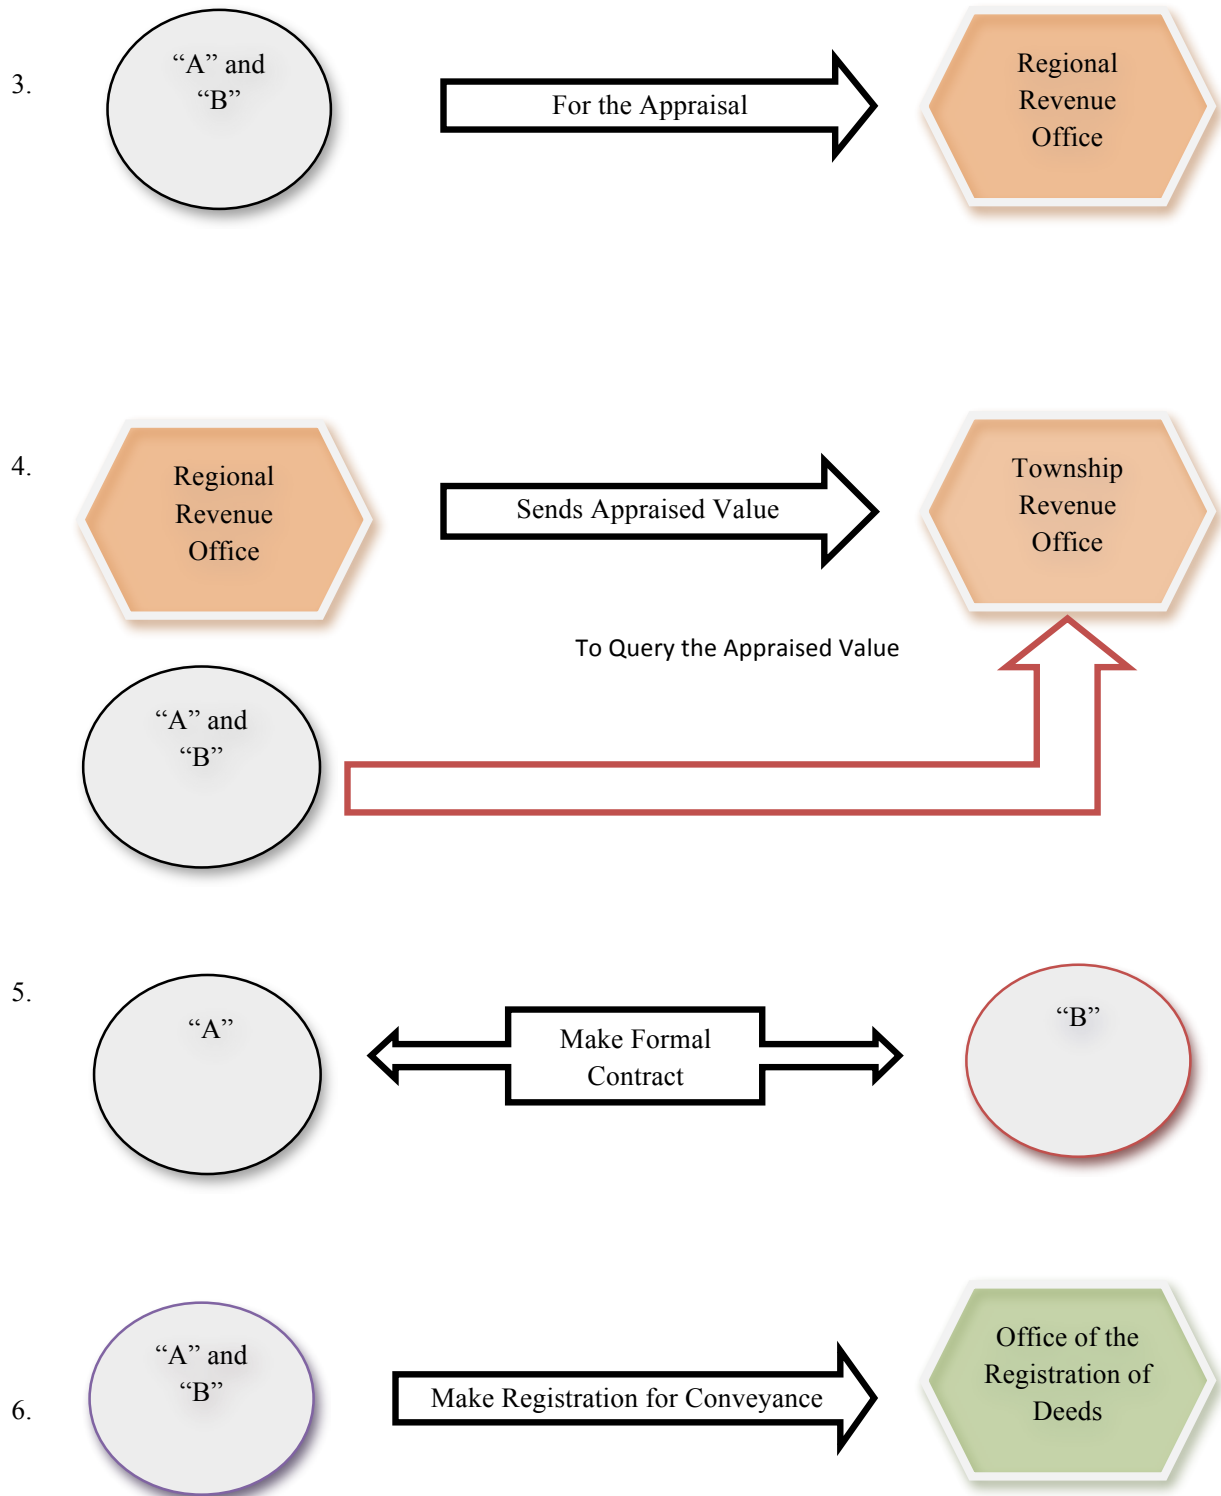 3.
“A” and
“B”
For the Appraisal
Regional
Revenue
Office
4.
Regional
Revenue
Office
Sends Appraised Value
Township
Revenue
Office
To Query the Appraised Value
“A” and
“B”
5.
“A”
Make Formal
Contract
“B”
6.
“A” and
“B”
Make Registration for Conveyance
Office of the
Registration of
Deeds